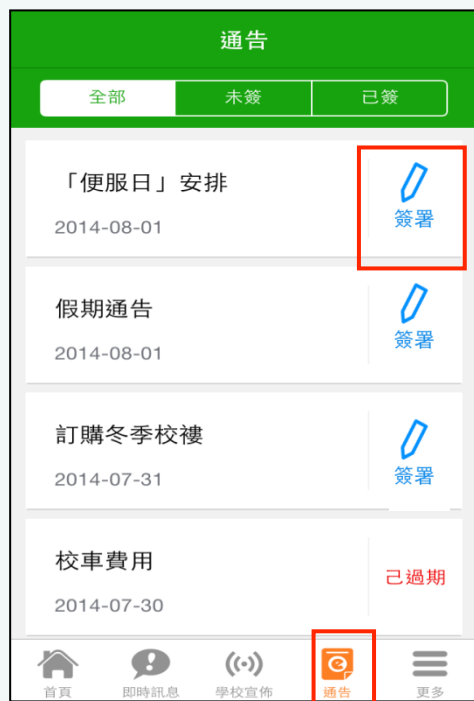 通告
全部 未簽 已簽
「便服日」安排
簽署
2014-08-01
假期通告
簽署
2014-08-01
訂購冬季校褸
簽署
2014-07-31
校車費用
己過期
2014-07-30
首頁 即時訊息 學校宣佈 通告 更多